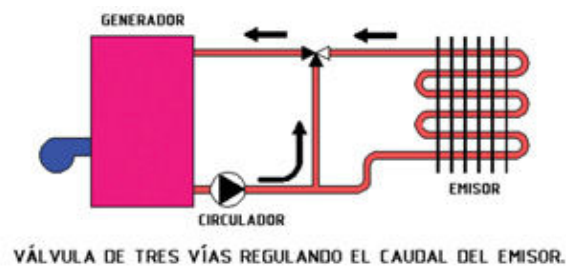 GENERADOR
CIRCULADOR
EMISOR
VÁLVULA DE TRES VÍAS REGULANDO EL CAUDAL DEL EMISOR.